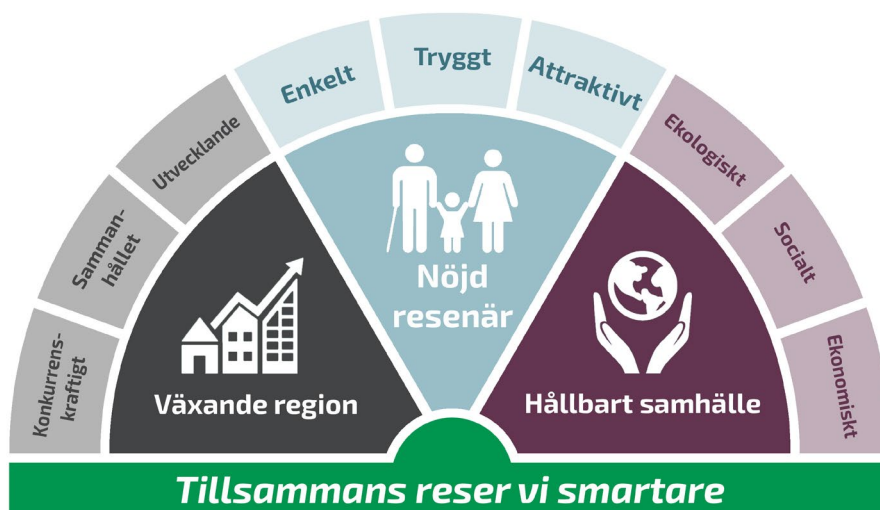 Konkurrens-
kraftigt
Samman-
hållet
Utvecklande
Enkelt
Tryggt
Attraktivt
Ekologiskt
Socialt
Ekonomiskt
Växande region
Nöjd
resenär
Hållbart samhälle
Tillsammans reser vi smartare